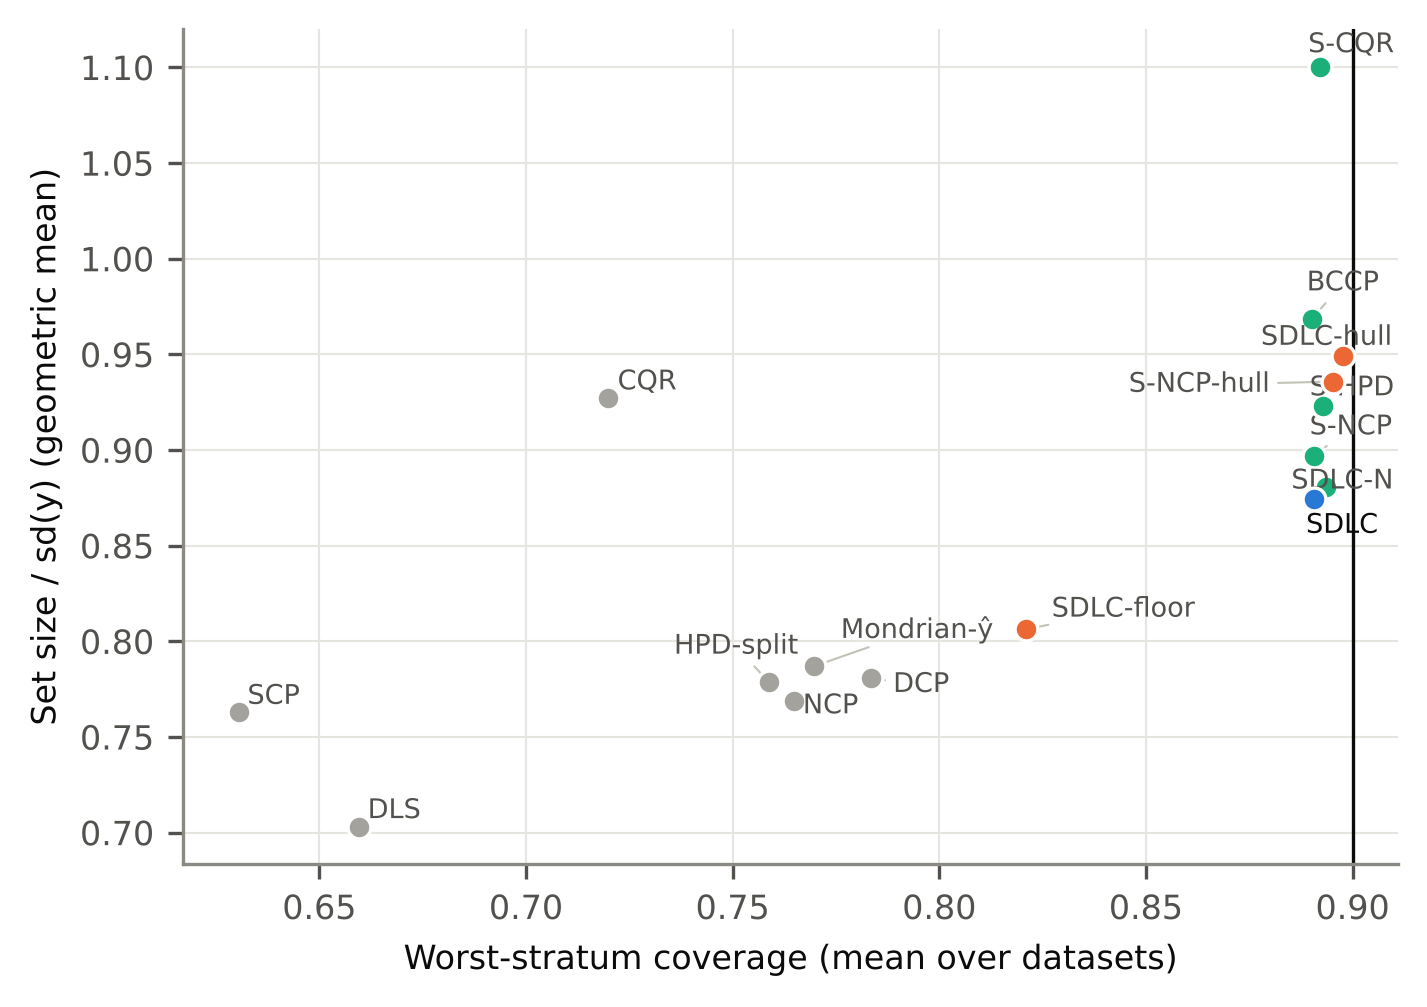 S-CQR
1.10
1.05
1.00
BCCP
SDLC-hull
0.95
S-NCP-hull
CQR
S-NCP
0.90
SDLC-N
SDLC
0.85
SDLC-floor
Mondrian-ŷ
HPD-split
0.80
DCP
NCP
SCP
0.75
DLS
0.70
0.65 0.70 0.75 0.80 0.85 0.90
Worst-stratum coverage (mean over datasets)
Set size / sd(y) (geometric mean)